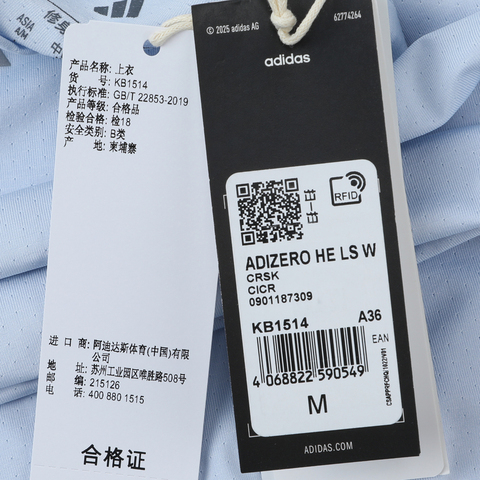 修身
ASIA
产品名称: 上衣
货 号: KB1514
执行标准: GB/T 22853-2019
产品等级: 合格品
检验合格: 检18
安全类别: B类
产 地: 柬埔寨
进 口 商: 阿迪达斯体育(中国)有限
公司
地 址: 苏州工业园区唯胜路508号
邮 编: 215126
电 话: 400 880 1515
合格证
© 2025 adidas AG
62774264
adidas
RFID
ADIZERO HE LS W
CRSK
CICR
0901187309
KB1514 A36
EAN
4 068822 590549
M
ADIDAS.COM